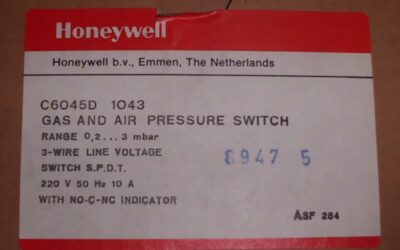 Honeywell
Honeywell b.v., Emmen, The Netherlands
C6045D 1043
GAS AND AIR PRESSURE SWITCH
RANGE 0,2...3 mbar
3-WIRE LINE VOLTAGE
8947 5
SWITCH S.P.D.T.
220 V 50 Hz 10 A
WITH NO-C-NC INDICATOR
ASF 284